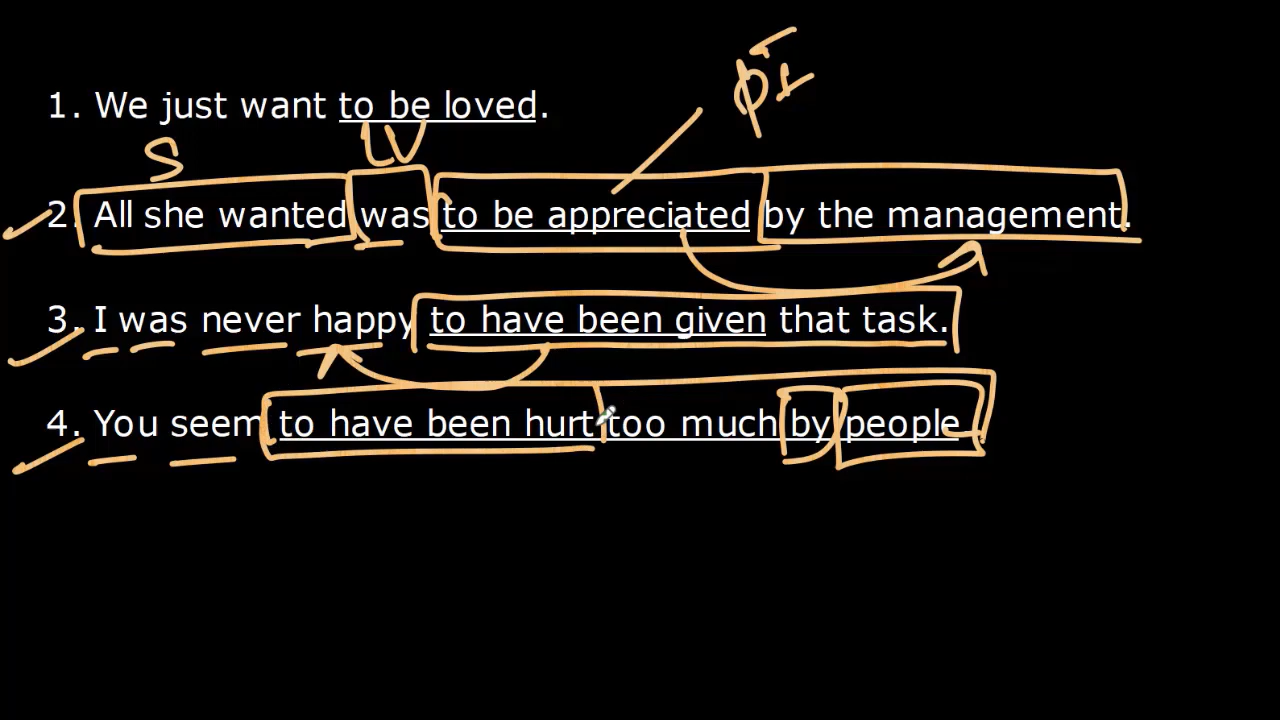 1. We just want to be loved.
S LV
2. All she wanted was to be appreciated by the management.
3. I was never happy to have been given that task.
4. You seem to have been hurt too much by people